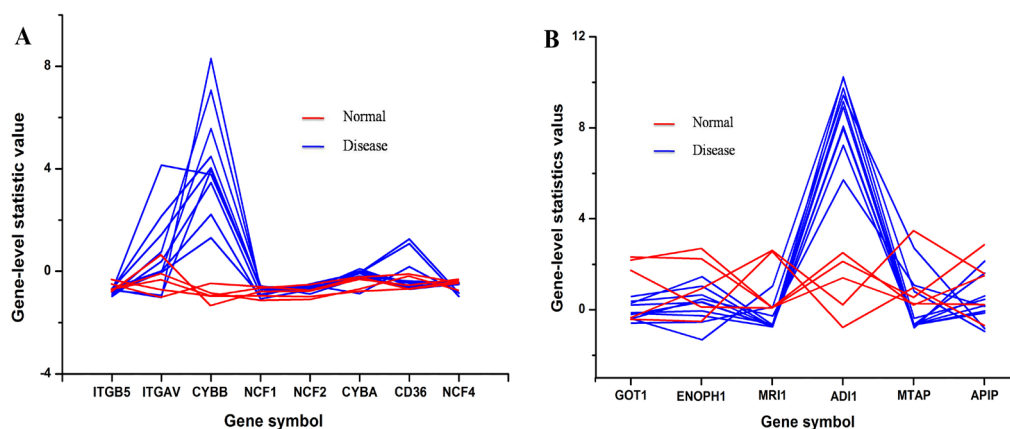 A
Gene-level statistic value
8
4
0
-4
Normal
Disease
ITGB5 ITGAV CYBB NCF1 NCF2 CYBA CD36 NCF4
Gene symbol
B
Gene-level statistics valus
12
8
4
0
Normal
Disease
GOT1 ENOPH1 MRI1 ADI1 MTAP APIP
Gene symbol